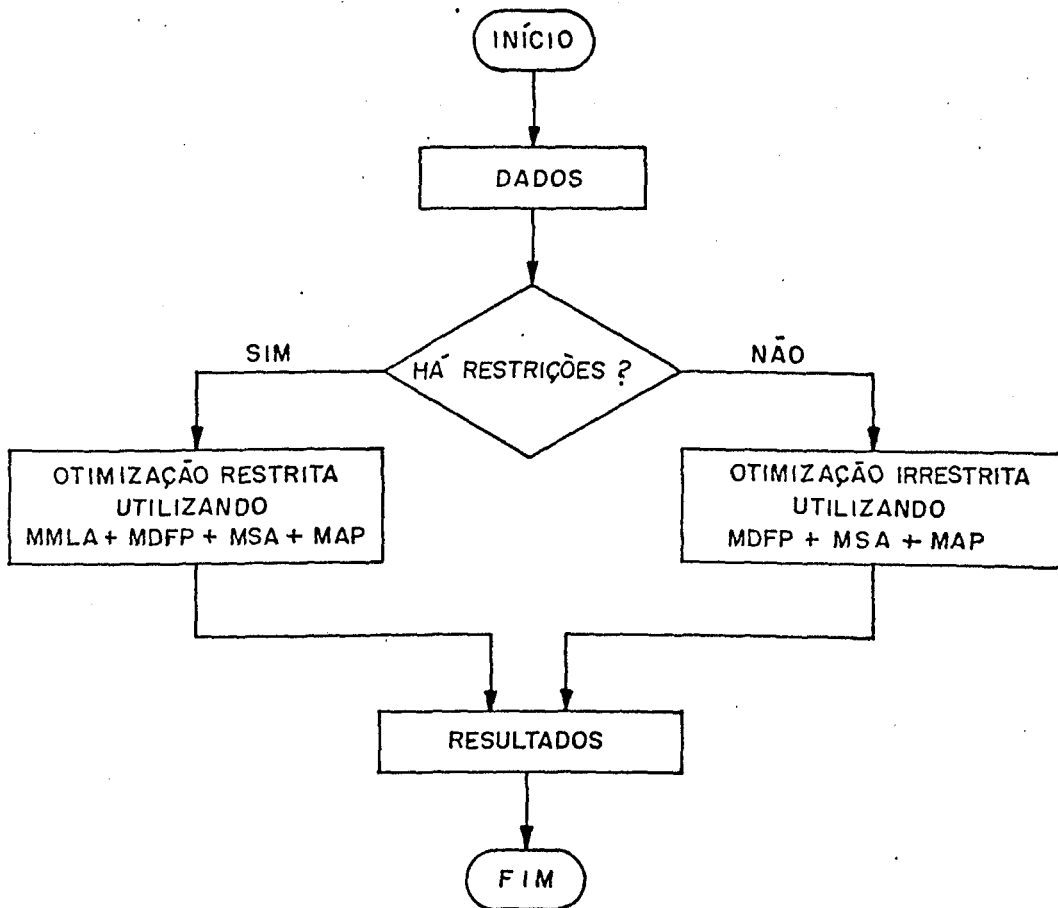 INÍCIO
DADOS
SIM
HÁ RESTRIÇÕES ?
NÃO
OTIMIZAÇÃO RESTRITA
UTILIZANDO
MMLA + MDFP + MSA + MAP
OTIMIZAÇÃO IRRESTRITA
UTILIZANDO
MDFP + MSA + MAP
RESULTADOS
FIM